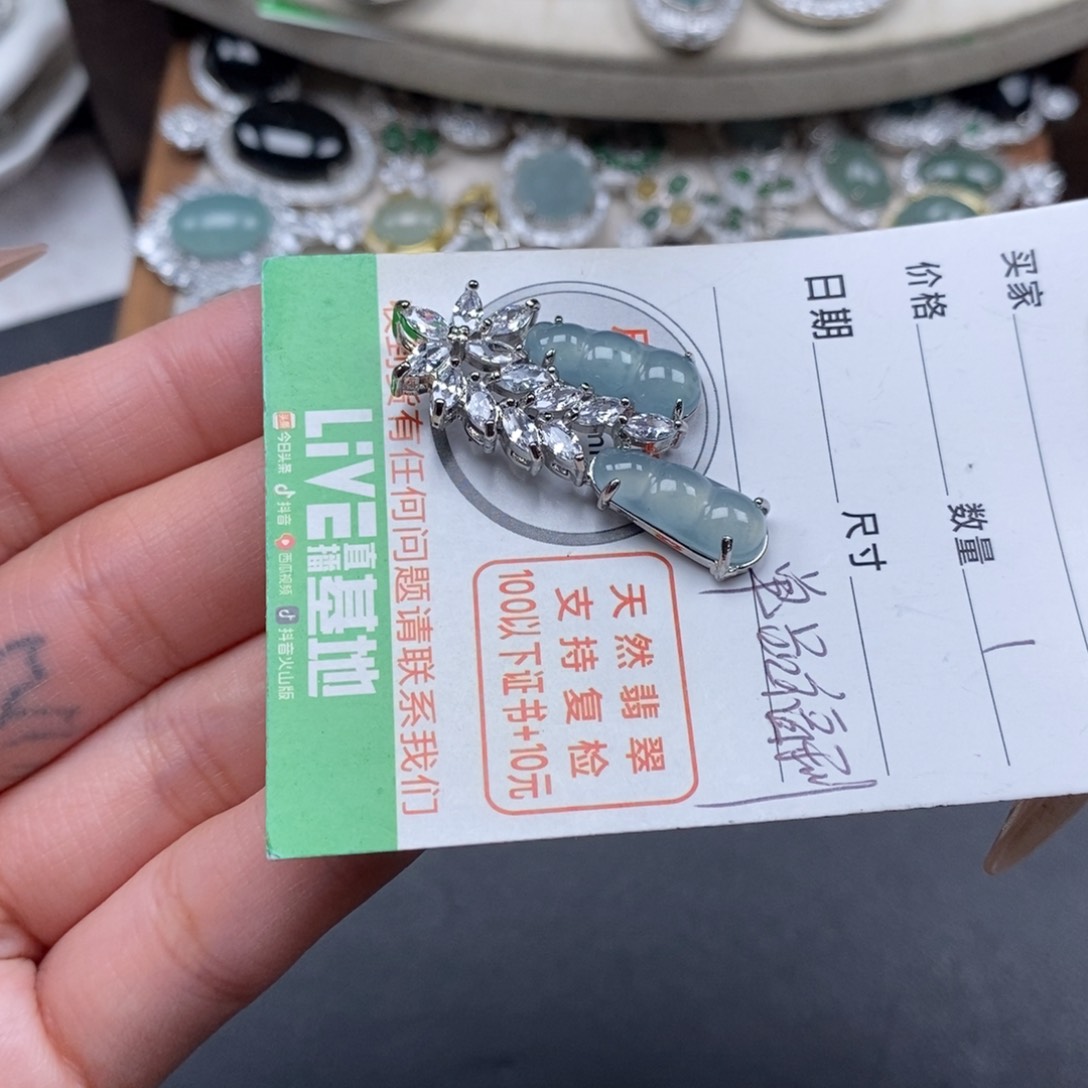 买家
价格
数量 1
日期
尺寸
天然翡翠
支持复检
100以下证书+10元
有任何问题请联系我们
LiVE直播基地
今日头条 抖音 西瓜视频 抖音火山版